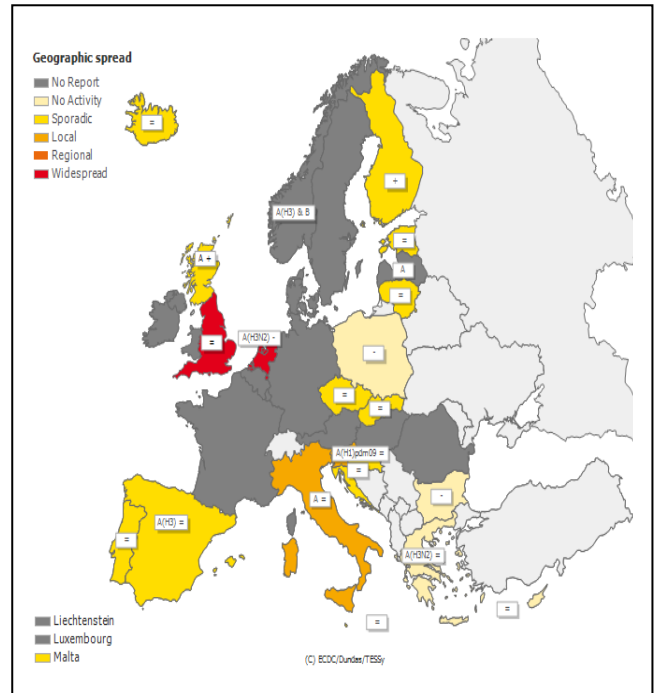 Geographic spread
No Report
No Activity
Sporadic
Local
Regional
Widespread
=
+
A(H3) & B
=
A +
A
=
A(H3N2) -
=
-
=
=
A(H1)pdm09 =
=
A =
-
A(H3) =
=
A(H3N2) =
=
=
Liechtenstein
Luxembourg
Malta
(C) ECDC/Dundas/TESSy